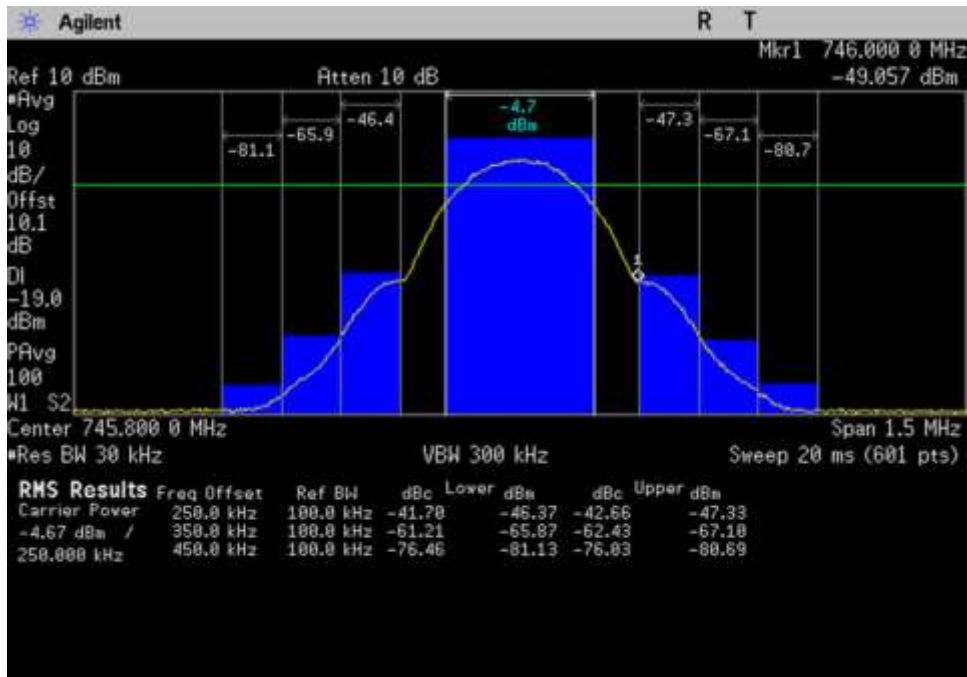 Agilent R T
Mkr1 746.000 0 MHz
Ref 10 dBm Atten 10 dB -49.057 dBm
#Avg
Log
10
dB/
Offset
10.1
dB
DI
-19.0
dBm
PAvg
100
W1 S2
-81.1 -65.9 -46.4 -4.7 dBm -47.3 -67.1 -80.7
1
Center 745.800 0 MHz Span 1.5 MHz
#Res BW 30 kHz VBW 300 kHz Sweep 20 ms (601 pts)
RMS Results Freq Offset Ref BW dBc Lower dBm dBc Upper dBm
Carrier Power 250.0 kHz 100.0 kHz -41.70 -46.37 -42.66 -47.33
-4.67 dBm / 350.0 kHz 100.0 kHz -61.21 -65.87 -62.43 -67.10
250.000 kHz 450.0 kHz 100.0 kHz -76.46 -81.13 -76.03 -80.69